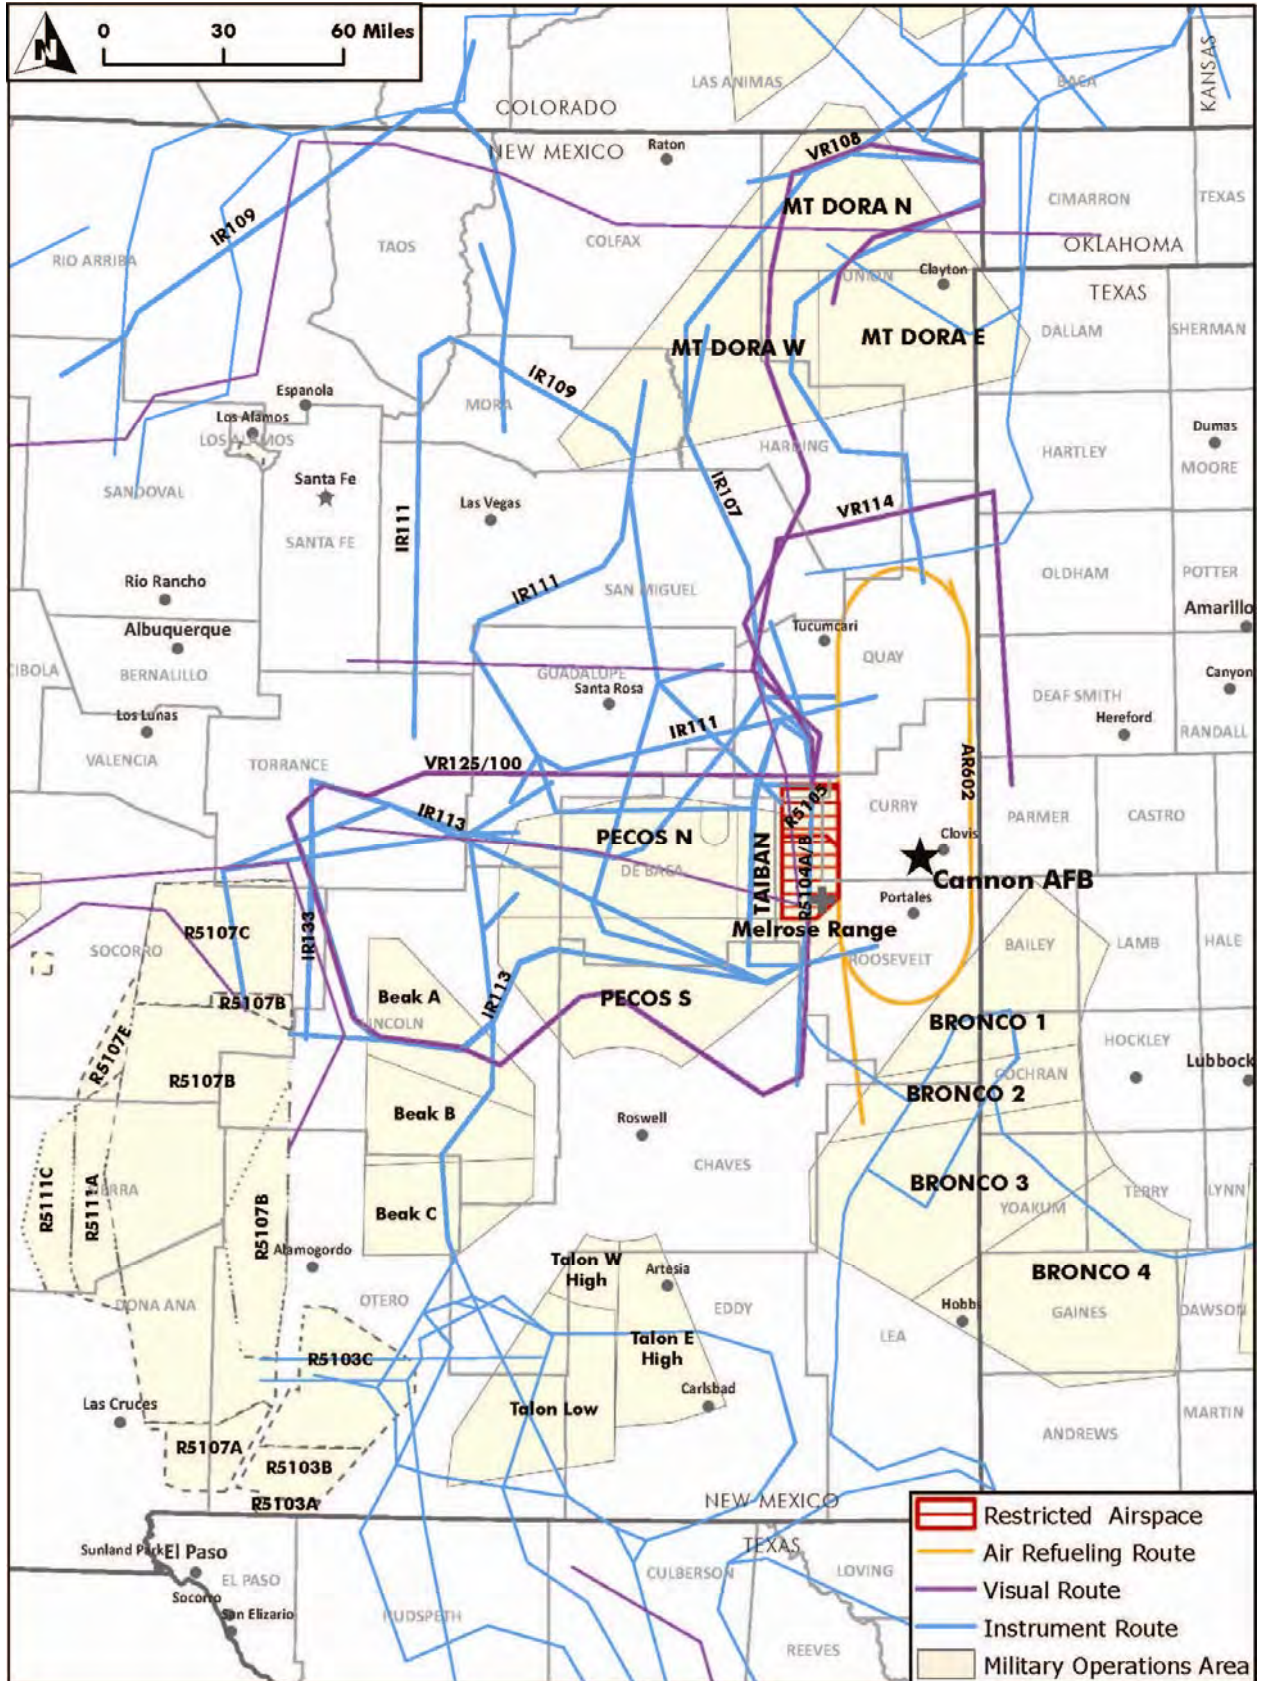 N
0 30 60 Miles
COLORADO
LAS ANIMAS
BACA
KANSAS
NEW MEXICO
Raton
VR108
MT DORA N
CIMARRON
TEXAS
IR109
TAOS
COLFAX
RIO ARRIBA
OKLAHOMA
UNION
Clayton
TEXAS
MT DORA W
MT DORA E
DALLAM
SHERMAN
IR109
Espanola
MORA
Los Alamos
LOS ALAMOS
HARDING
Dumas
HARTLEY
MOORE
Santa Fe
SANDOVAL
Las Vegas
IR107
VR114
SANTA FE
IR111
Rio Rancho
IR111
SAN MIGUEL
OLDHAM
POTTER
Amarillo
Albuquerque
Tucumcari
QUAY
CIBOLA
BERNALILLO
GUADALUPE
Santa Rosa
Canyon
DEAF SMITH
Los Lunas
Hereford
RANDALL
IR111
VALENCIA
TORRANCE
VR125/100
AR602
R5105
CURRY
PARMER
CASTRO
IR113
PECOS N
Clovis
DE BACA
TAIBAN
R5104A/B
Cannon AFB
Portales
Melrose Range
R5107C
IR133
SOCORRO
BAILEY
LAMB
HALE
ROOSEVELT
Beak A
IR113
PECOS S
R5107B
LINCOLN
BRONCO 1
R5107E
HOCKLEY
Lubbock
R5107B
COCHRAN
BRONCO 2
Beak B
Roswell
CHAVES
BRONCO 3
R5111C
R5111A
R5107B
YOAKUM
TERRY
LYNN
Beak C
Alamogordo
Talon W
High
Artesia
BRONCO 4
DONA ANA
OTERO
EDDY
Hobbs
GAINES
DAWSON
LEA
Talon E
High
R5103C
Carlsbad
Las Cruces
Talon Low
MARTIN
ANDREWS
R5107A
R5103B
R5103A
NEW MEXICO
TEXAS
Sunland Park
El Paso
EL PASO
Socorro
San Elizario
HUDSPETH
CULBERSON
LOVING
REEVES
Restricted Airspace
Air Refueling Route
Visual Route
Instrument Route
Military Operations Area